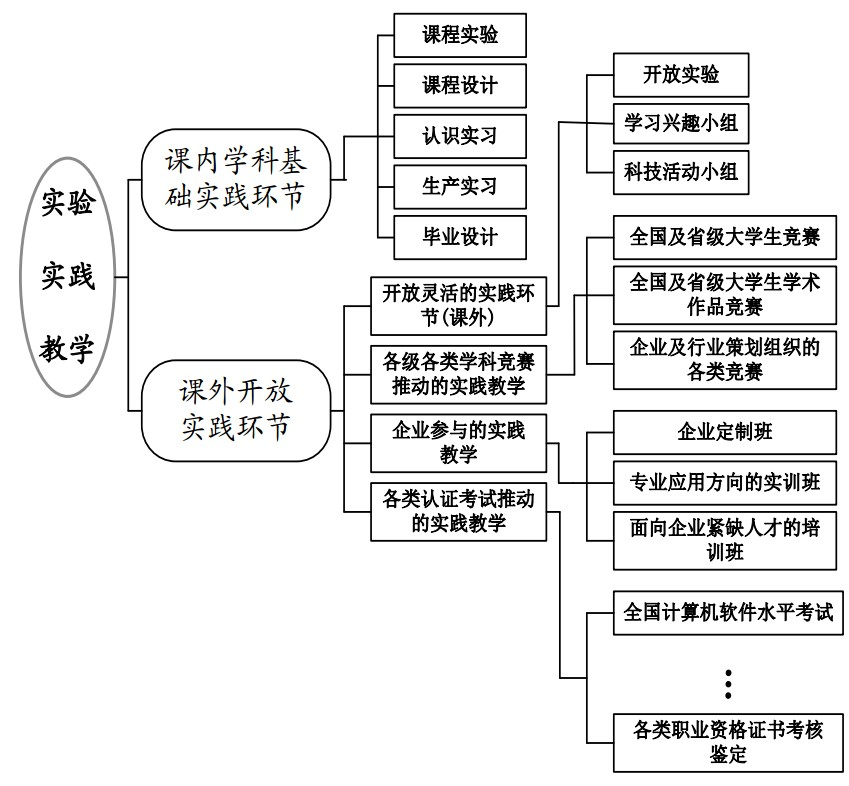 实验
实践
教学
课内学科基
础实践环节
课程实验
课程设计
认识实习
生产实习
毕业设计
课外开放
实践环节
开放灵活的实践环
节(课外)
开放实验
学习兴趣小组
科技活动小组
各级各类学科竞赛
推动的实践教学
全国及省级大学生竞赛
全国及省级大学生学术
作品竞赛
企业及行业策划组织的
各类竞赛
企业参与的实践
教学
企业定制班
专业应用方向的实训班
面向企业紧缺人才的培
训班
各类认证考试推动
的实践教学
全国计算机软件水平考试
各类职业资格证书考核
鉴定